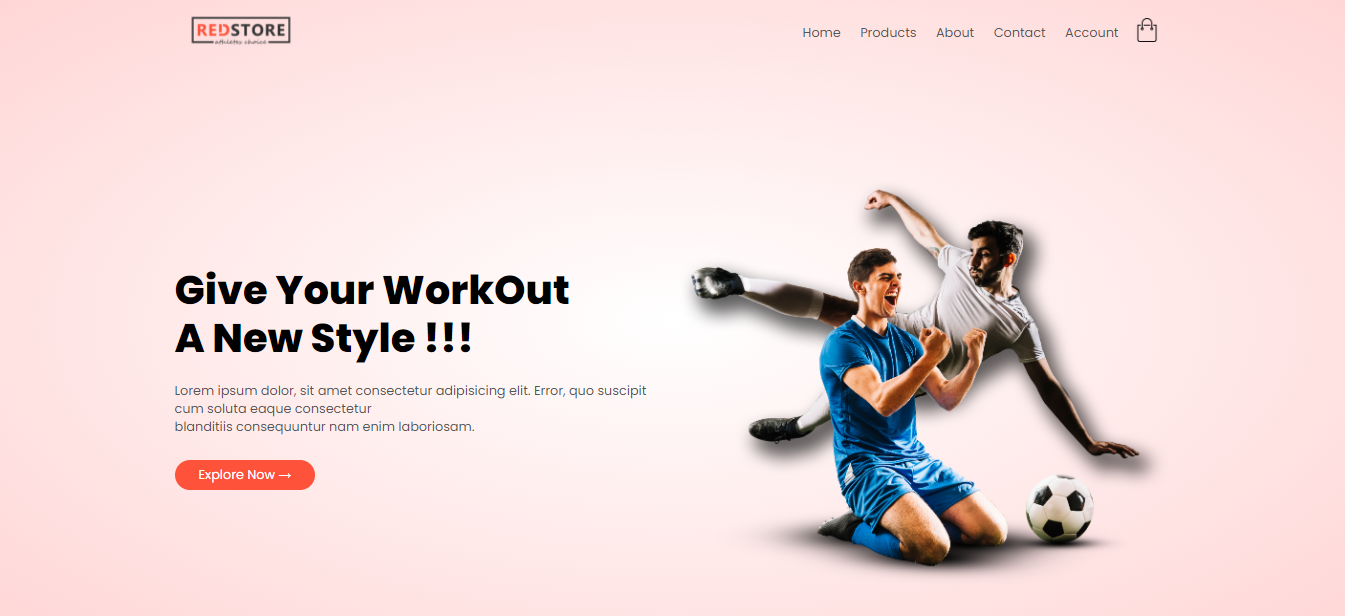 REDSTORE
athletes choice
Home Products About Contact Account
Give Your WorkOut
A New Style !!!
Lorem ipsum dolor, sit amet consectetur adipisicing elit. Error, quo suscipit
cum soluta eaque consectetur
blanditiis consequuntur nam enim laboriosam.
Explore Now →